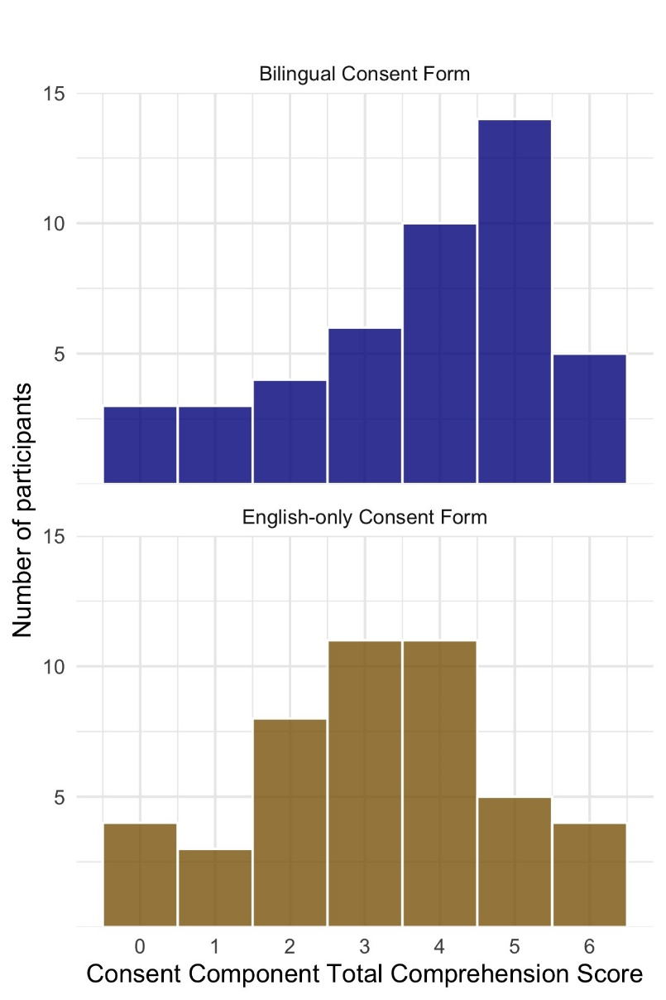 Bilingual Consent Form
15
10
5
Number of participants
English-only Consent Form
15
10
5
0 1 2 3 4 5 6
Consent Component Total Comprehension Score